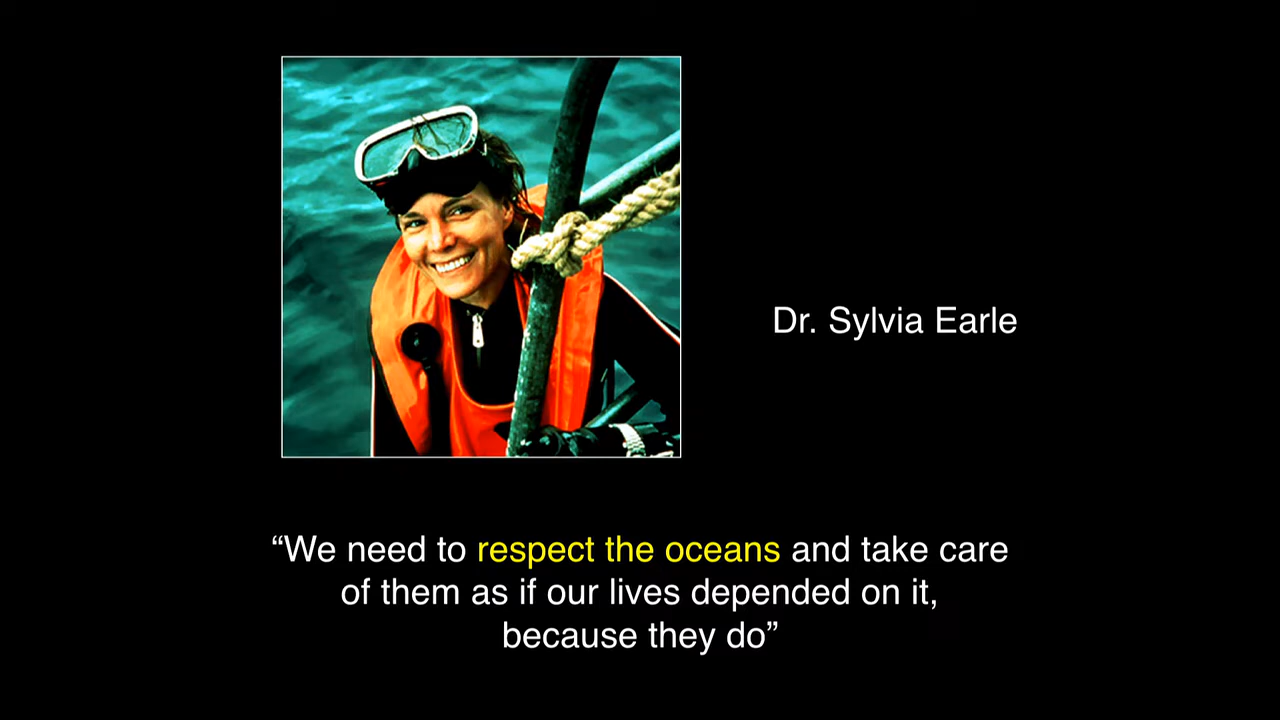 Dr. Sylvia Earle
“We need to respect the oceans and take care
of them as if our lives depended on it,
because they do”